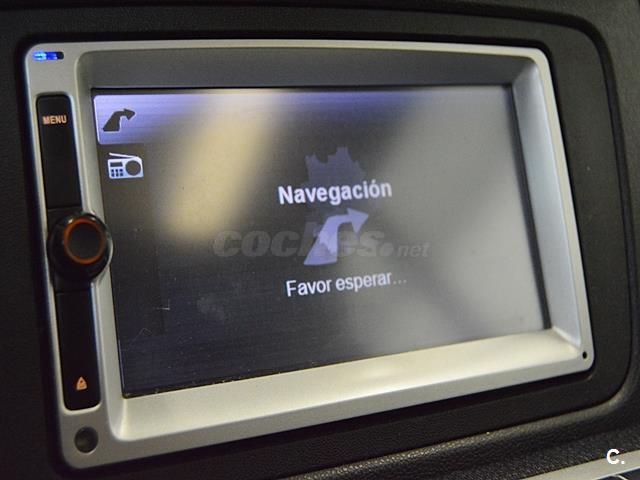 MENU
Navegación
coches.net
Favor esperar...
C.